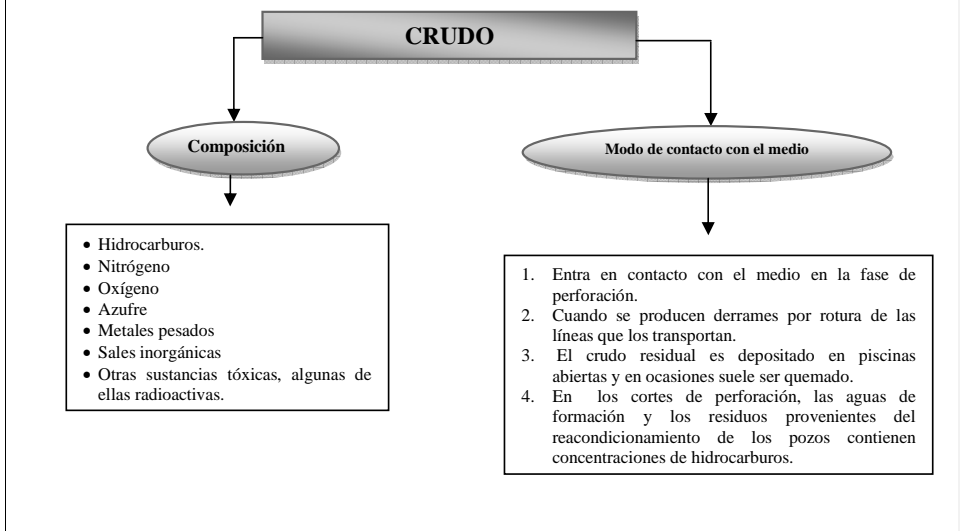 CRUDO
Composición
• Hidrocarburos.
• Nitrógeno
• Oxígeno
• Azufre
• Metales pesados
• Sales inorgánicas
• Otras sustancias tóxicas, algunas de
ellas radioactivas.
Modo de contacto con el medio
1. Entra en contacto con el medio en la fase de
perforación.
2. Cuando se producen derrames por rotura de las
líneas que los transportan.
3. El crudo residual es depositado en piscinas
abiertas y en ocasiones suele ser quemado.
4. En los cortes de perforación, las aguas de
formación y los residuos provenientes del
reacondicionamiento de los pozos contienen
concentraciones de hidrocarburos.